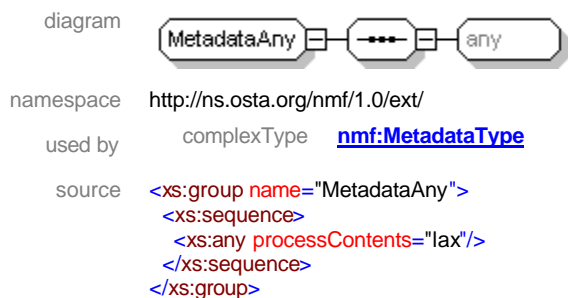 diagram
MetadataAny any
namespace http://ns.osta.org/nmf/1.0/ext/
used by complexType nmf:MetadataType
source <xs:group name="MetadataAny">
<xs:sequence>
<xs:any processContents="lax"/>
</xs:sequence>
</xs:group>